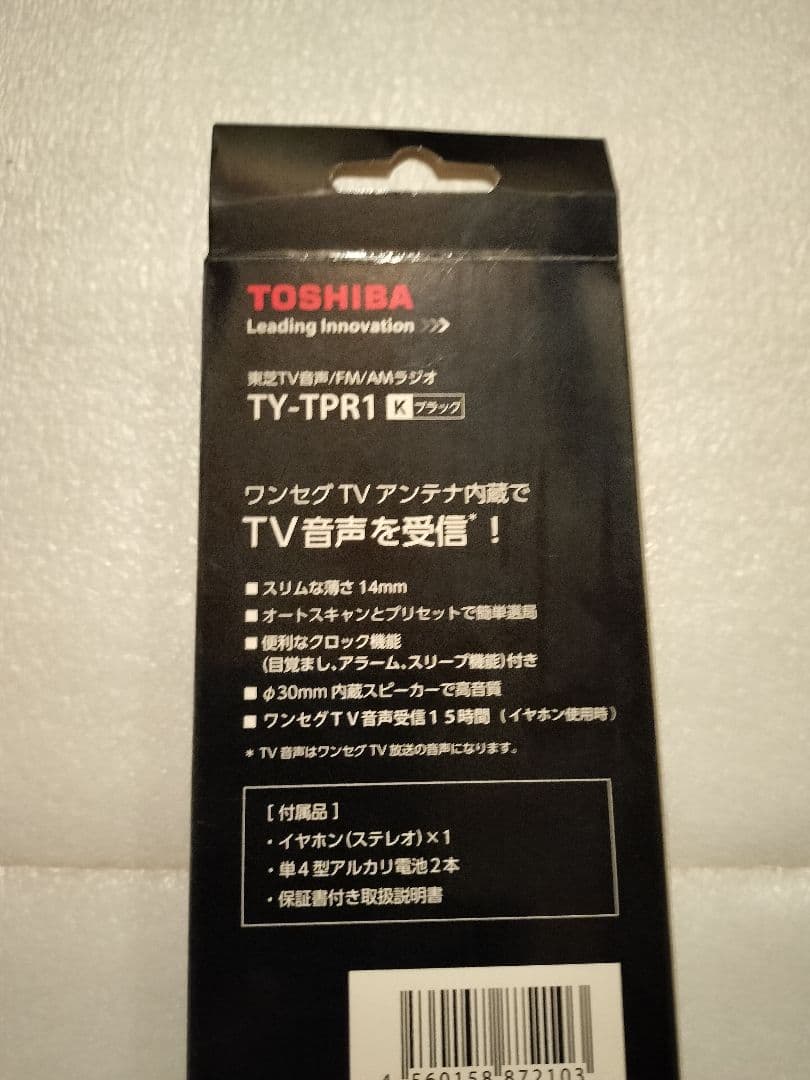 TOSHIBA
Leading Innovation >>>
東芝TV音声/FM/AMラジオ
TY-TPR1 K ブラック
ワンセグ TV アンテナ内蔵で
TV音声を受信*！
■ スリムな薄さ 14mm
■ オートスキャンとプリセットで簡単選局
■ 便利なクロック機能
(目覚まし、アラーム、スリープ機能)付き
■ φ30mm 内蔵スピーカーで高音質
■ ワンセグTV音声受信15時間（イヤホン使用時）
* TV 音声はワンセグ TV 放送の音声になります。
[ 付属品 ]
・イヤホン(ステレオ)×1
・単4型アルカリ電池2本
・保証書付き取扱説明書
4 560158 872103